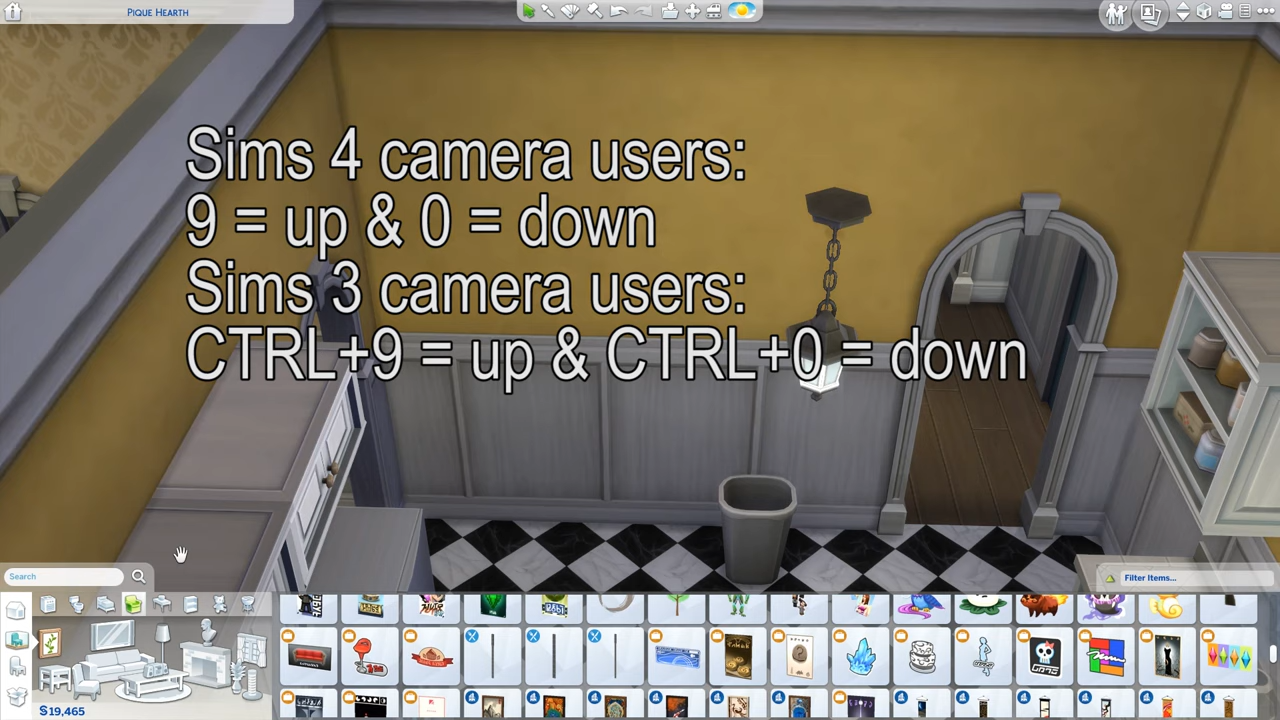 Pique Hearth
Sims 4 camera users:
9 = up & 0 = down
Sims 3 camera users:
CTRL+9 = up & CTRL+0 = down
Search
Filter Items...
§19,465